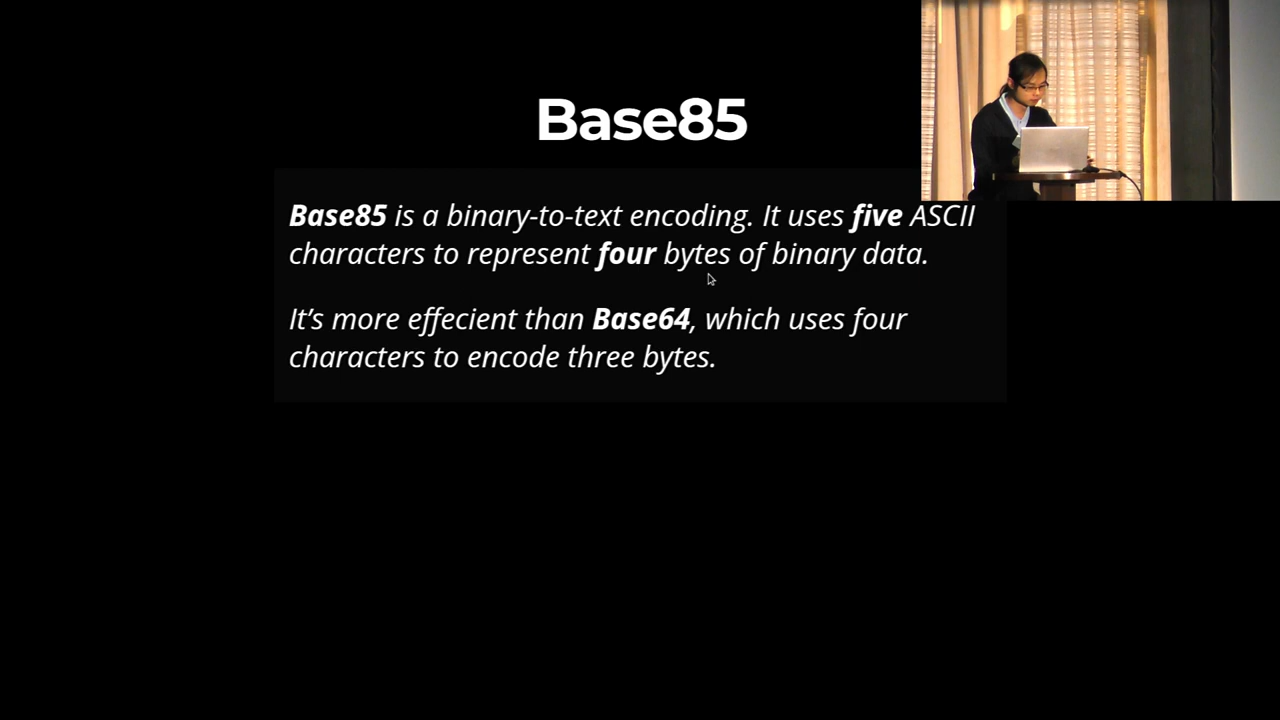 Base85
Base85 is a binary-to-text encoding. It uses five ASCII
characters to represent four bytes of binary data.
It’s more effecient than Base64, which uses four
characters to encode three bytes.